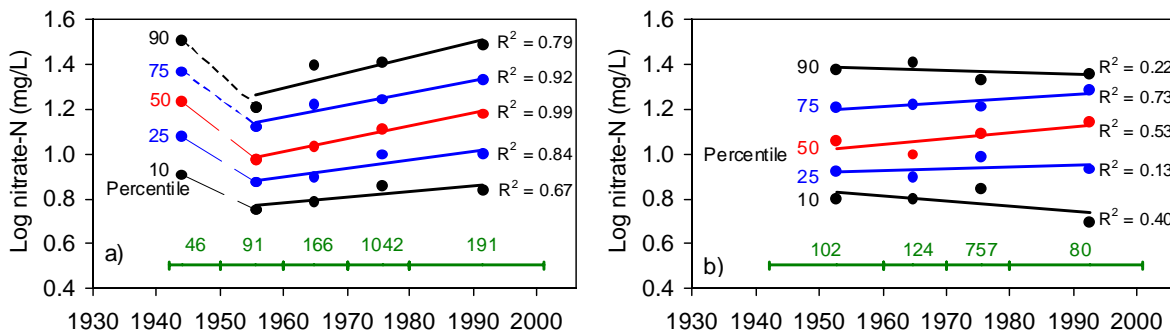 Log nitrate-N (mg/L)
1.6
1.4
1.2
1.0
0.8
0.6
0.4
90
75
50
25
10
Percentile
R² = 0.79
R² = 0.92
R² = 0.99
R² = 0.84
R² = 0.67
46 91 166 1042 191
a)
1930 1940 1950 1960 1970 1980 1990 2000
Log nitrate-N (mg/L)
1.6
1.4
1.2
1.0
0.8
0.6
0.4
90
75
50
Percentile
25
10
R² = 0.22
R² = 0.73
R² = 0.53
R² = 0.13
R² = 0.40
102 124 757 80
b)
1930 1940 1950 1960 1970 1980 1990 2000